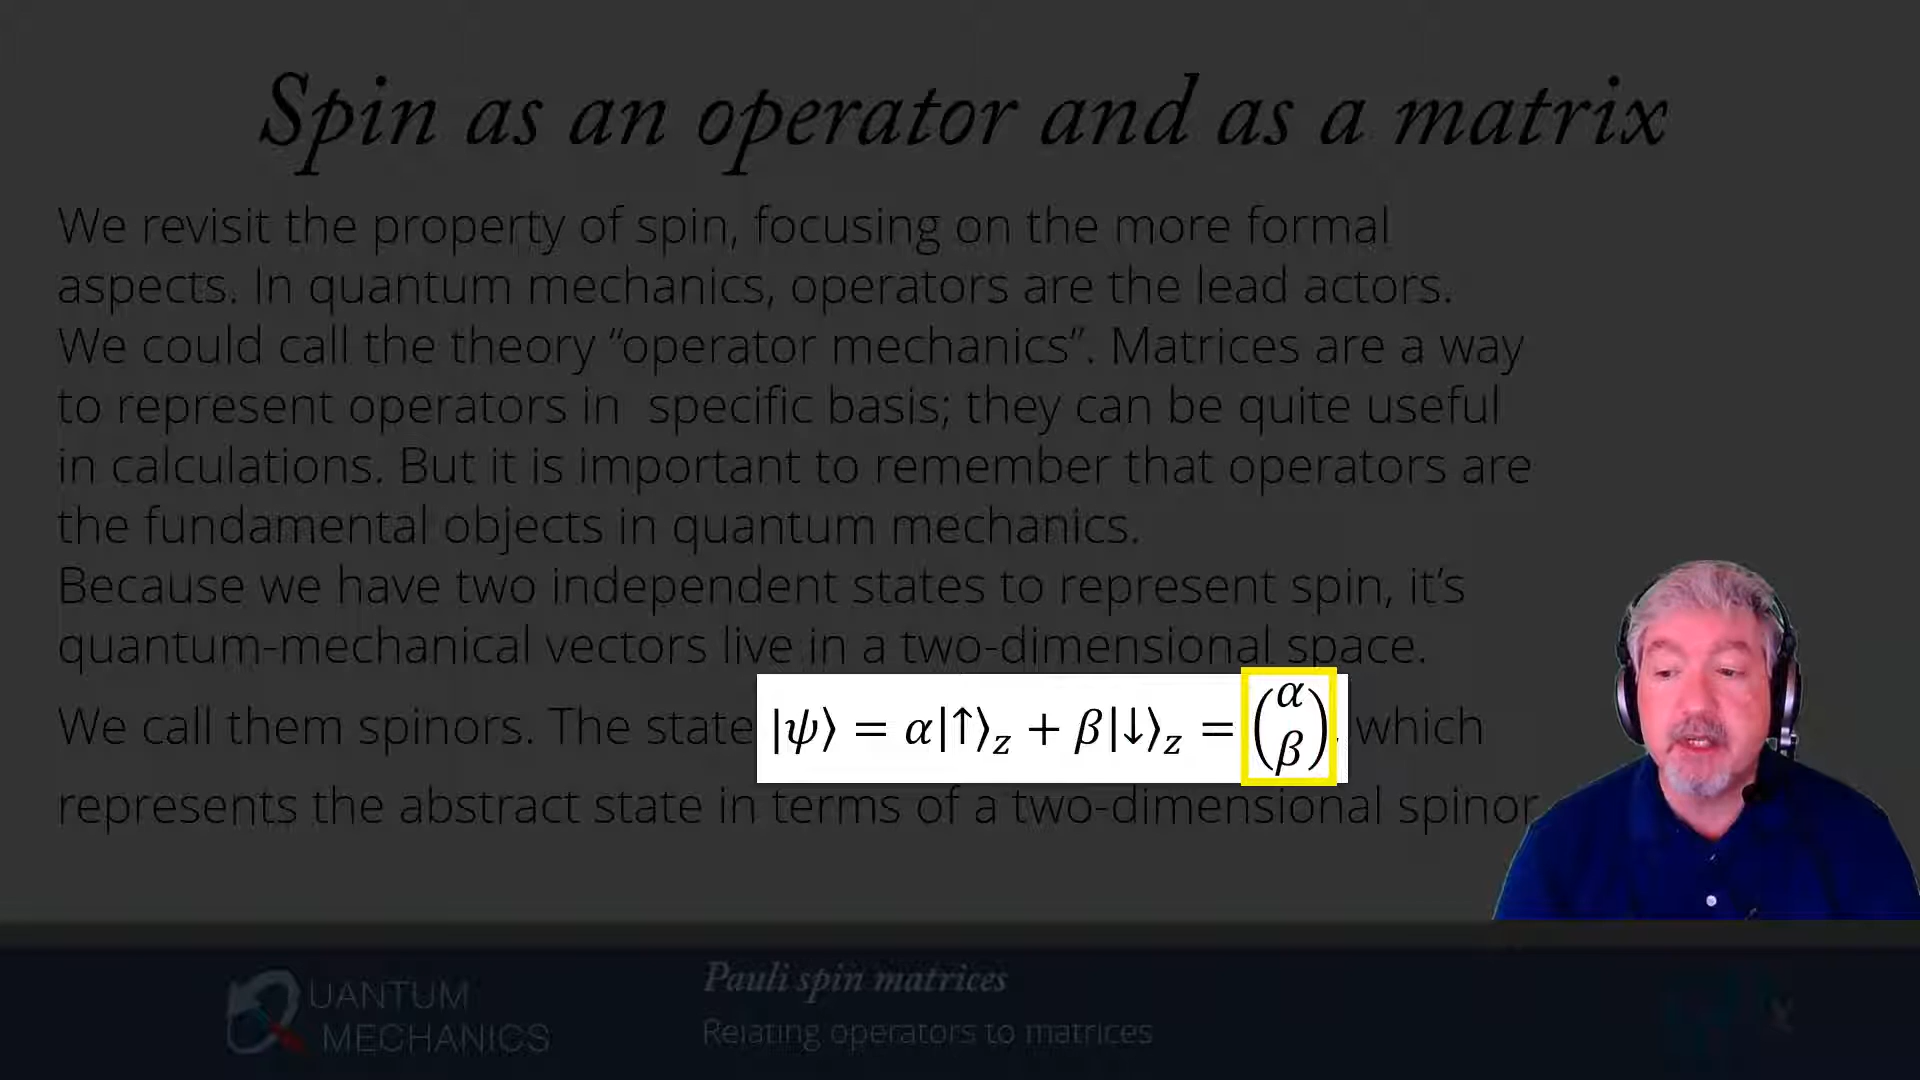 Spin as an operator and as a matrix
We revisit the property of spin, focusing on the more formal
aspects. In quantum mechanics, operators are the lead actors.
We could call the theory “operator mechanics”. Matrices are a way
to represent operators in specific basis; they can be quite useful
in calculations. But it is important to remember that operators are
the fundamental objects in quantum mechanics.
Because we have two independent states to represent spin, it’s
quantum-mechanical vectors live in a two-dimensional space.
We call them spinors. The state |ψ⟩ = α|↑⟩z + β|↓⟩z = (α β), which
represents the abstract state in terms of a two-dimensional spinor
QUANTUM
MECHANICS
Pauli spin matrices
Relating operators to matrices